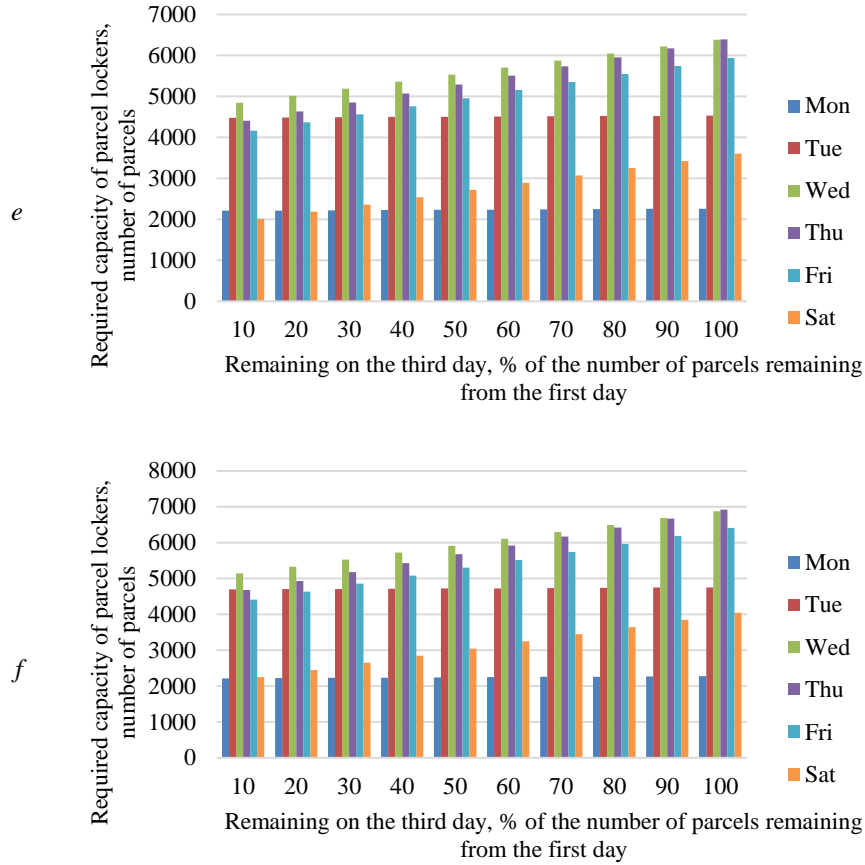 e
Required capacity of parcel lockers,
number of parcels
7000
6000
5000
4000
3000
2000
1000
0
10 20 30 40 50 60 70 80 90 100
Remaining on the third day, % of the number of parcels remaining
from the first day
Mon
Tue
Wed
Thu
Fri
Sat
f
Required capacity of parcel lockers,
number of parcels
8000
7000
6000
5000
4000
3000
2000
1000
0
10 20 30 40 50 60 70 80 90 100
Remaining on the third day, % of the number of parcels remaining
from the first day
Mon
Tue
Wed
Thu
Fri
Sat